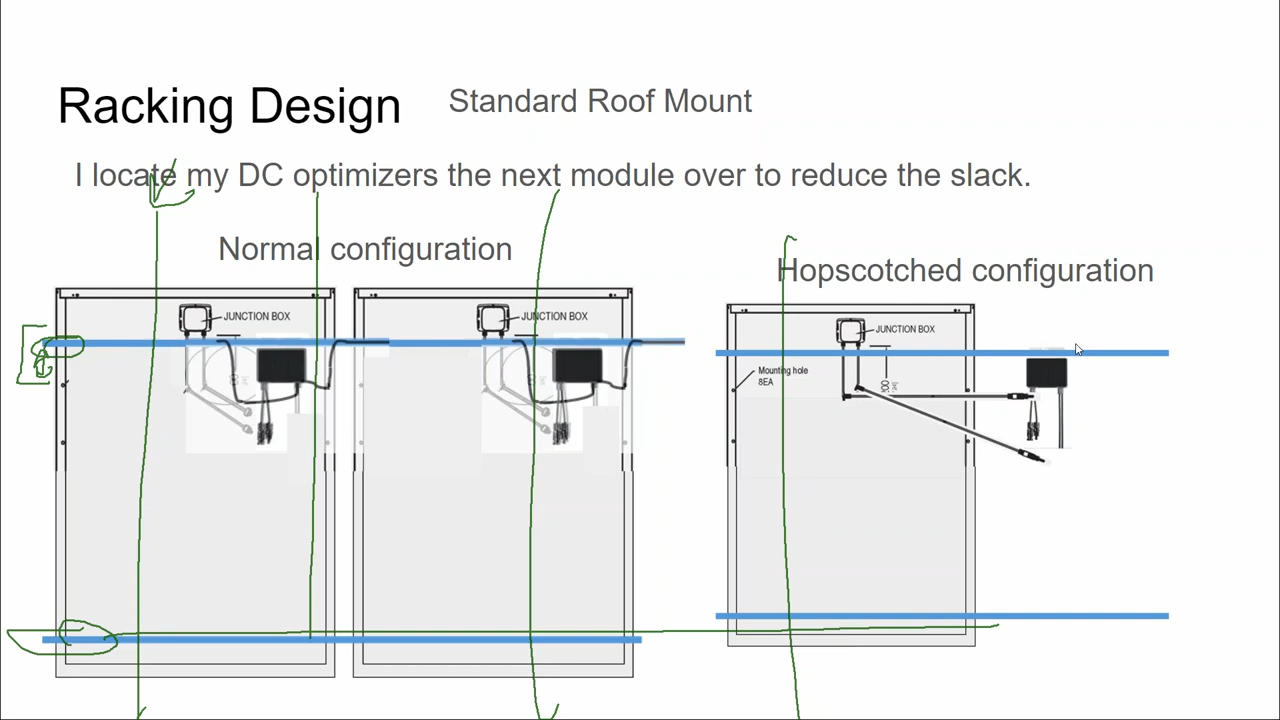 Racking Design
Standard Roof Mount
I locate my DC optimizers the next module over to reduce the slack.
Normal configuration
Hopscotched configuration
JUNCTION BOX
JUNCTION BOX
JUNCTION BOX
Mounting hole
8EA